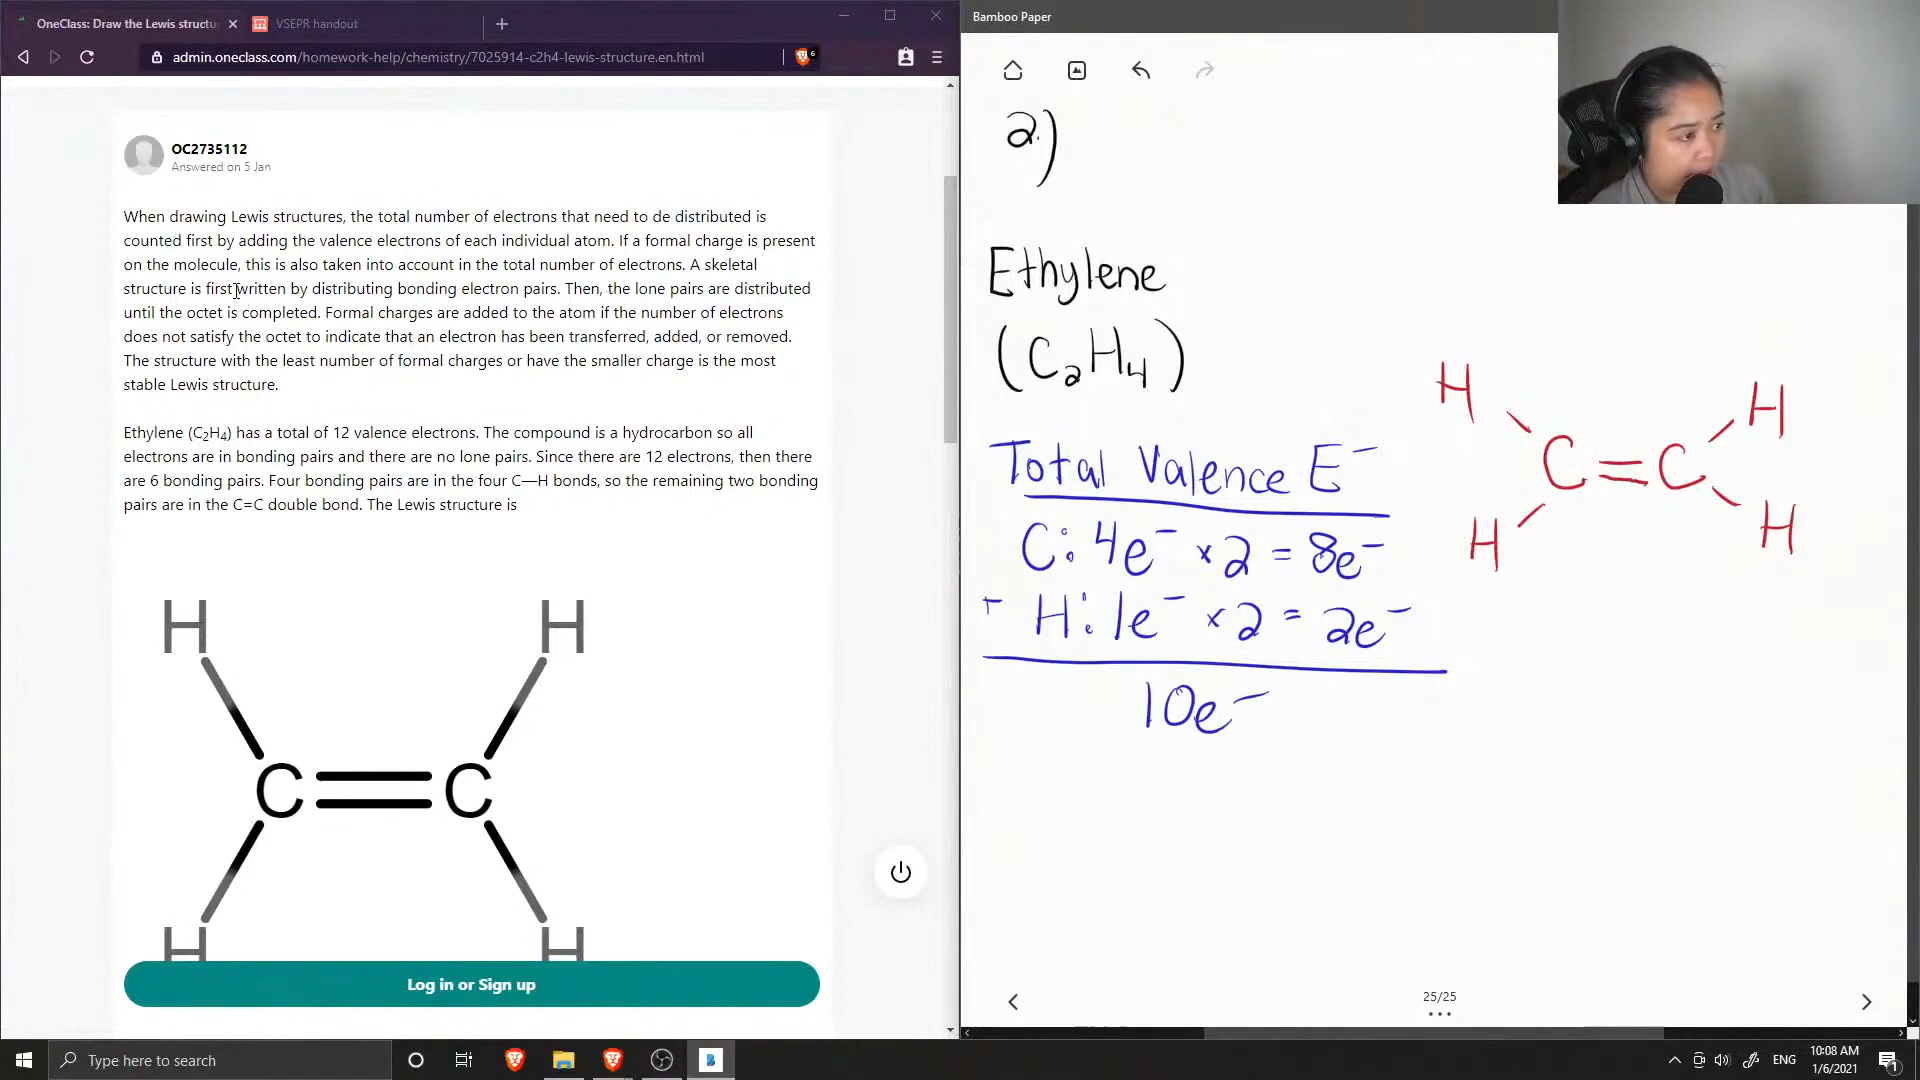 OneClass: Draw the Lewis structu
VSEPR handout
admin.oneclass.com/homework-help/chemistry/7025914-c2h4-lewis-structure.en.html
6
OC2735112
Answered on 5 Jan
When drawing Lewis structures, the total number of electrons that need to de distributed is
counted first by adding the valence electrons of each individual atom. If a formal charge is present
on the molecule, this is also taken into account in the total number of electrons. A skeletal
structure is first written by distributing bonding electron pairs. Then, the lone pairs are distributed
until the octet is completed. Formal charges are added to the atom if the number of electrons
does not satisfy the octet to indicate that an electron has been transferred, added, or removed.
The structure with the least number of formal charges or have the smaller charge is the most
stable Lewis structure.
Ethylene (C₂H₄) has a total of 12 valence electrons. The compound is a hydrocarbon so all
electrons are in bonding pairs and there are no lone pairs. Since there are 12 electrons, then there
are 6 bonding pairs. Four bonding pairs are in the four C—H bonds, so the remaining two bonding
pairs are in the C=C double bond. The Lewis structure is
H H
C C
H H
Log in or Sign up
Bamboo Paper
2)
Ethylene
(C₂H₄)
Total Valence E⁻
C: 4e⁻ × 2 = 8e⁻
+ H: 1e⁻ × 2 = 2e⁻
10e⁻
H H
C=C
H H
25/25
Type here to search
B
ENG
10:08 AM
1/6/2021
1